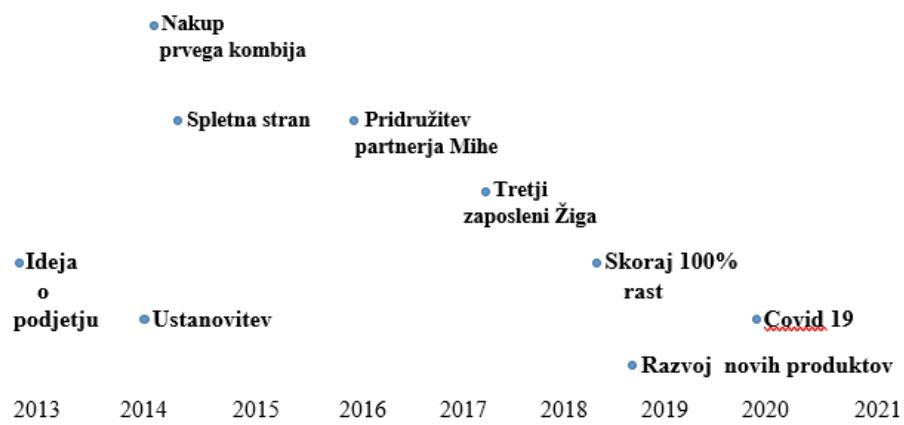 Nakup
prvega kombija
Spletna stran
Pridružitev
partnerja Mihe
Tretji
zaposleni Žiga
Ideja
o
podjetju
Skoraj 100%
rast
Ustanovitev
Covid 19
Razvoj novih produktov
2013 2014 2015 2016 2017 2018 2019 2020 2021